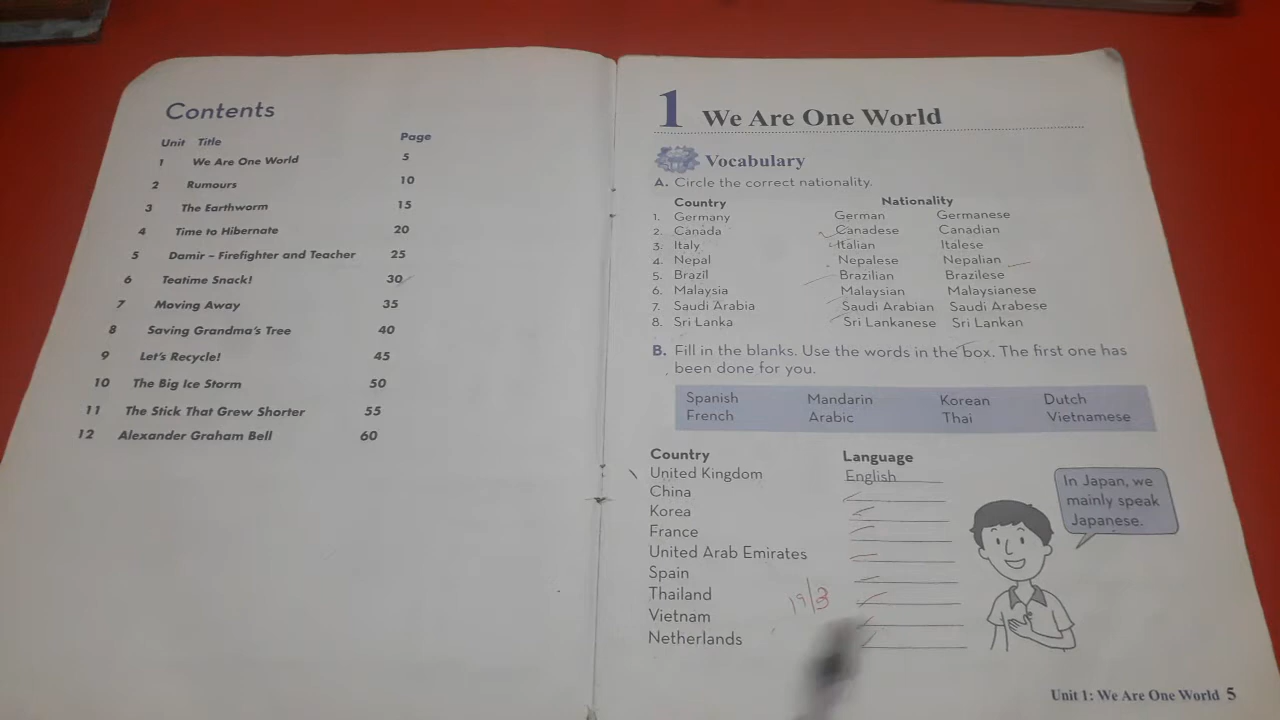 Contents
Unit Title Page
1 We Are One World 5
2 Rumours 10
3 The Earthworm 15
4 Time to Hibernate 20
5 Damir – Firefighter and Teacher 25
6 Teatime Snack! 30
7 Moving Away 35
8 Saving Grandma's Tree 40
9 Let's Recycle! 45
10 The Big Ice Storm 50
11 The Stick That Grew Shorter 55
12 Alexander Graham Bell 60
1 We Are One World
Vocabulary
A. Circle the correct nationality.
Country Nationality
1. Germany German Germanese
2. Canada Canadese Canadian
3. Italy Italian Italese
4. Nepal Nepalese Nepalian
5. Brazil Brazilian Brazilese
6. Malaysia Malaysian Malaysianese
7. Saudi Arabia Saudi Arabian Saudi Arabese
8. Sri Lanka Sri Lankanese Sri Lankan
B. Fill in the blanks. Use the words in the box. The first one has
been done for you.
Spanish Mandarin Korean Dutch
French Arabic Thai Vietnamese
Country Language
United Kingdom English
China
Korea
France
United Arab Emirates
Spain
Thailand
Vietnam
Netherlands
19/3
In Japan, we
mainly speak
Japanese.
Unit 1: We Are One World 5